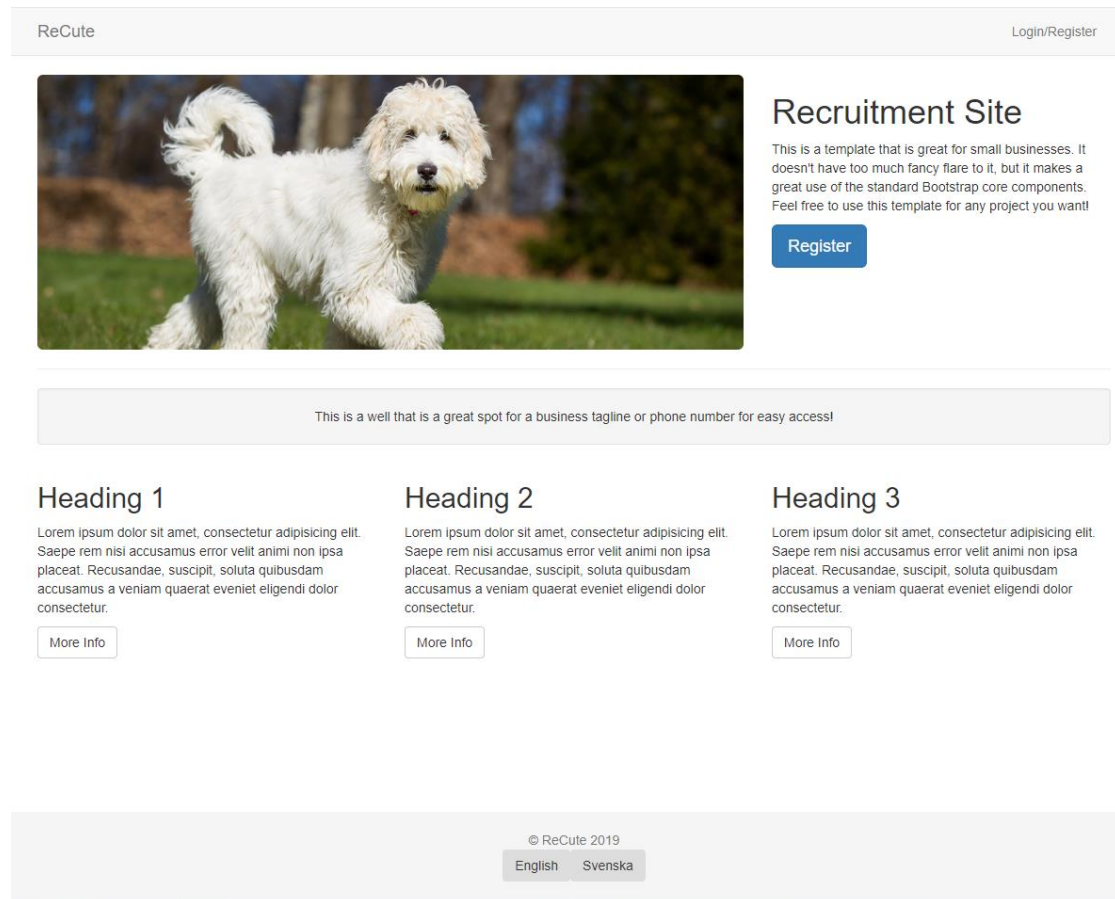 ReCute
Login/Register
Recruitment Site
This is a template that is great for small businesses. It
doesn't have too much fancy flare to it, but it makes a
great use of the standard Bootstrap core components.
Feel free to use this template for any project you want!
Register
This is a well that is a great spot for a business tagline or phone number for easy access!
Heading 1
Lorem ipsum dolor sit amet, consectetur adipisicing elit.
Saepe rem nisi accusamus error velit animi non ipsa
placeat. Recusandae, suscipit, soluta quibusdam
accusamus a veniam quaerat eveniet eligendi dolor
consectetur.
More Info
Heading 2
Lorem ipsum dolor sit amet, consectetur adipisicing elit.
Saepe rem nisi accusamus error velit animi non ipsa
placeat. Recusandae, suscipit, soluta quibusdam
accusamus a veniam quaerat eveniet eligendi dolor
consectetur.
More Info
Heading 3
Lorem ipsum dolor sit amet, consectetur adipisicing elit.
Saepe rem nisi accusamus error velit animi non ipsa
placeat. Recusandae, suscipit, soluta quibusdam
accusamus a veniam quaerat eveniet eligendi dolor
consectetur.
More Info
© ReCute 2019
English Svenska